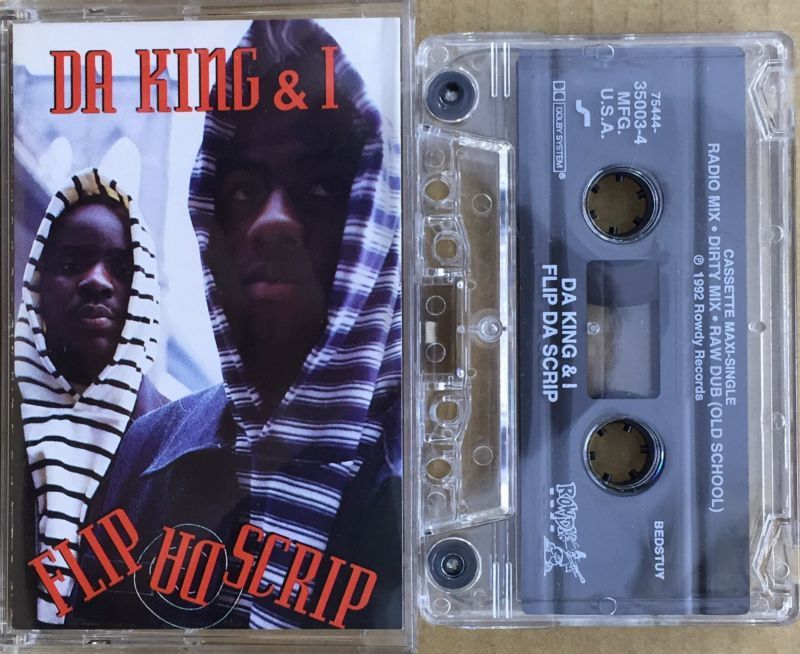 DA KING & I
FLIP DA SCRIP
75444-
35003-4
MFG.
U.S.A.
DOLBY SYSTEM ®
CASSETTE MAXI-SINGLE
RADIO MIX • DIRTY MIX • RAW DUB (OLD SCHOOL)
℗ 1992 Rowdy Records
DA KING & I
FLIP DA SCRIP
ROWDY
BEDSTUY